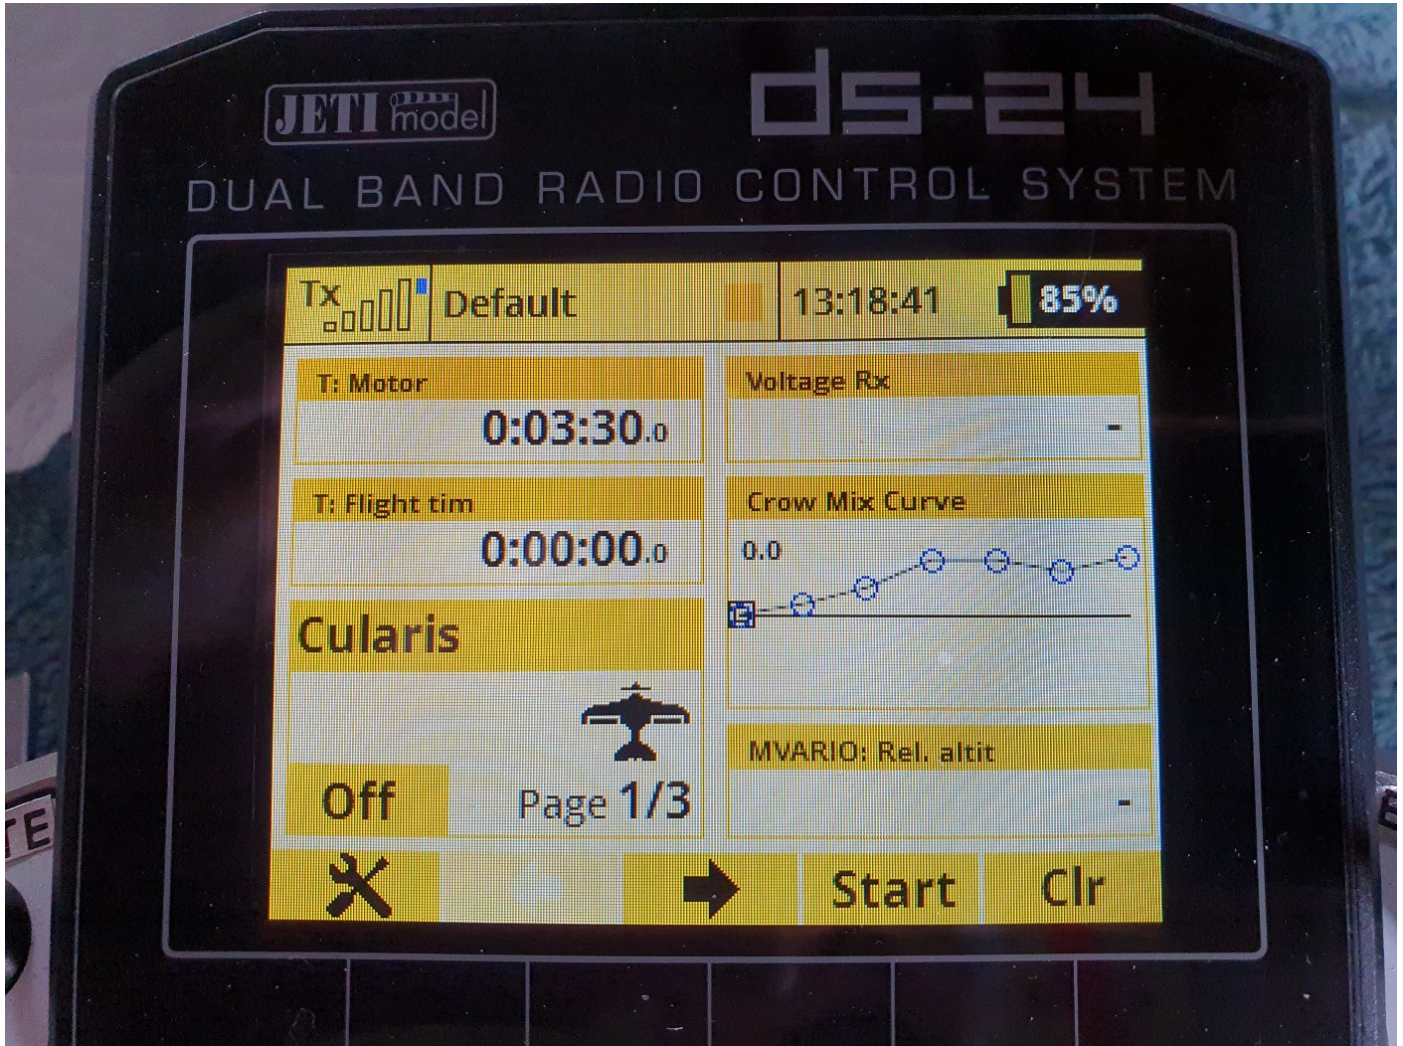 JETI model
ds-24
DUAL BAND RADIO CONTROL SYSTEM
Tx Default 13:18:41 85%
T: Motor
0:03:30.0
T: Flight tim
0:00:00.0
Cularis
Off Page 1/3
Voltage Rx
-
Crow Mix Curve
0.0
MVARIO: Rel. altit
-
Start Clr
TE